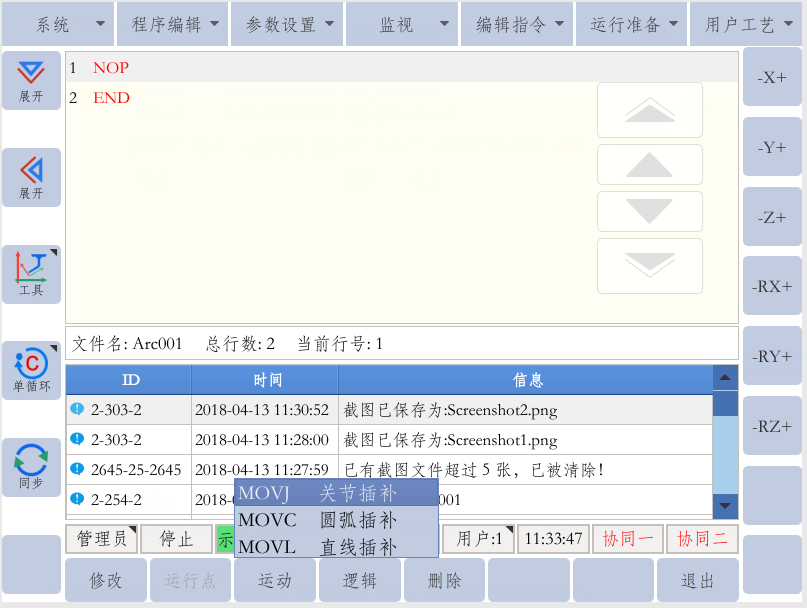 系统 程序编辑 参数设置 监视 编辑指令 运行准备 用户工艺
展开
展开
工具
C
单循环
同步
1 NOP
2 END
-X+
-Y+
-Z+
-RX+
-RY+
-RZ+
文件名: Arc001 总行数: 2 当前行号: 1
ID 时间 信息
2-303-2 2018-04-13 11:30:52 截图已保存为:Screenshot2.png
2-303-2 2018-04-13 11:28:00 截图已保存为:Screenshot1.png
2645-25-2645 2018-04-13 11:27:59 已有截图文件超过 5 张，已被清除！
2-254-2 2018- 001
MOVJ 关节插补
MOVC 圆弧插补
MOVL 直线插补
管理员 停止 示 用户:1 11:33:47 协同一 协同二
修改 运行点 运动 逻辑 删除 退出